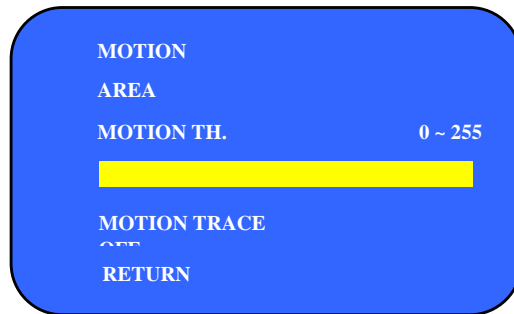 MOTION
AREA
MOTION TH. 0 ~ 255
MOTION TRACE
RETURN